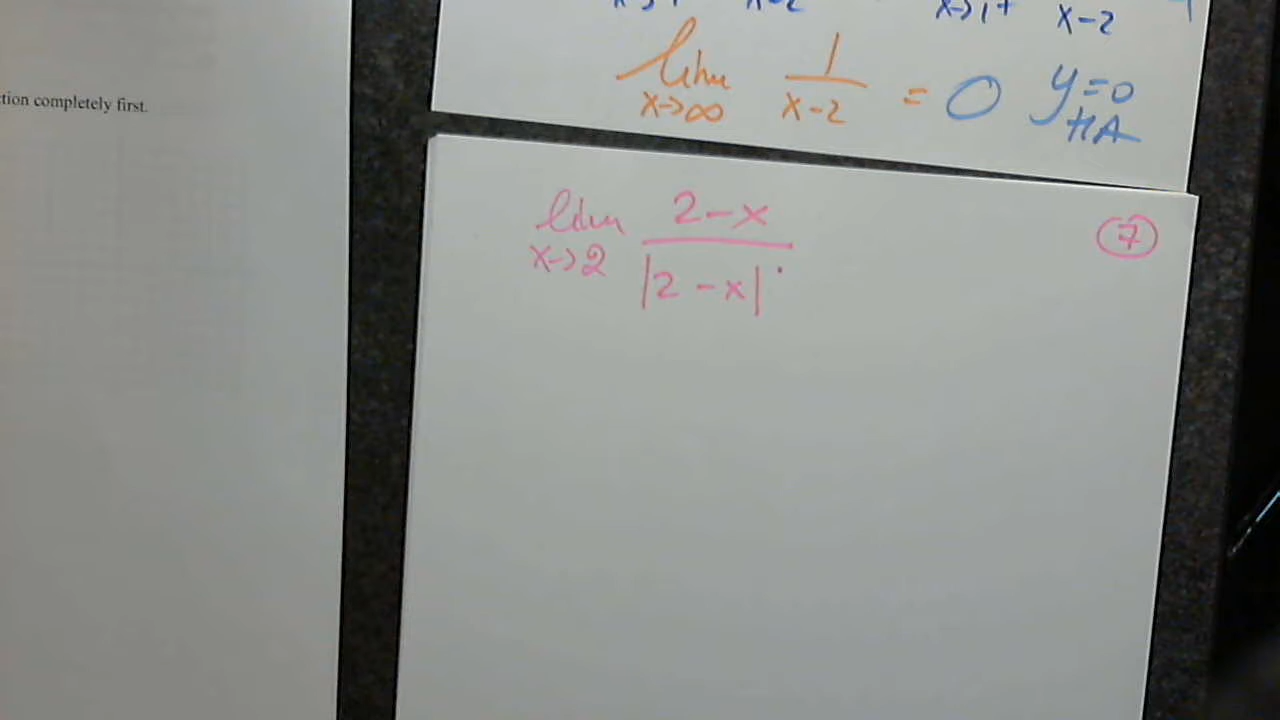 tion completely first.
x-2
lim 1/x-2 = 0 y=0
x→∞ HA
lim 2-x/|2-x| 7
x→2